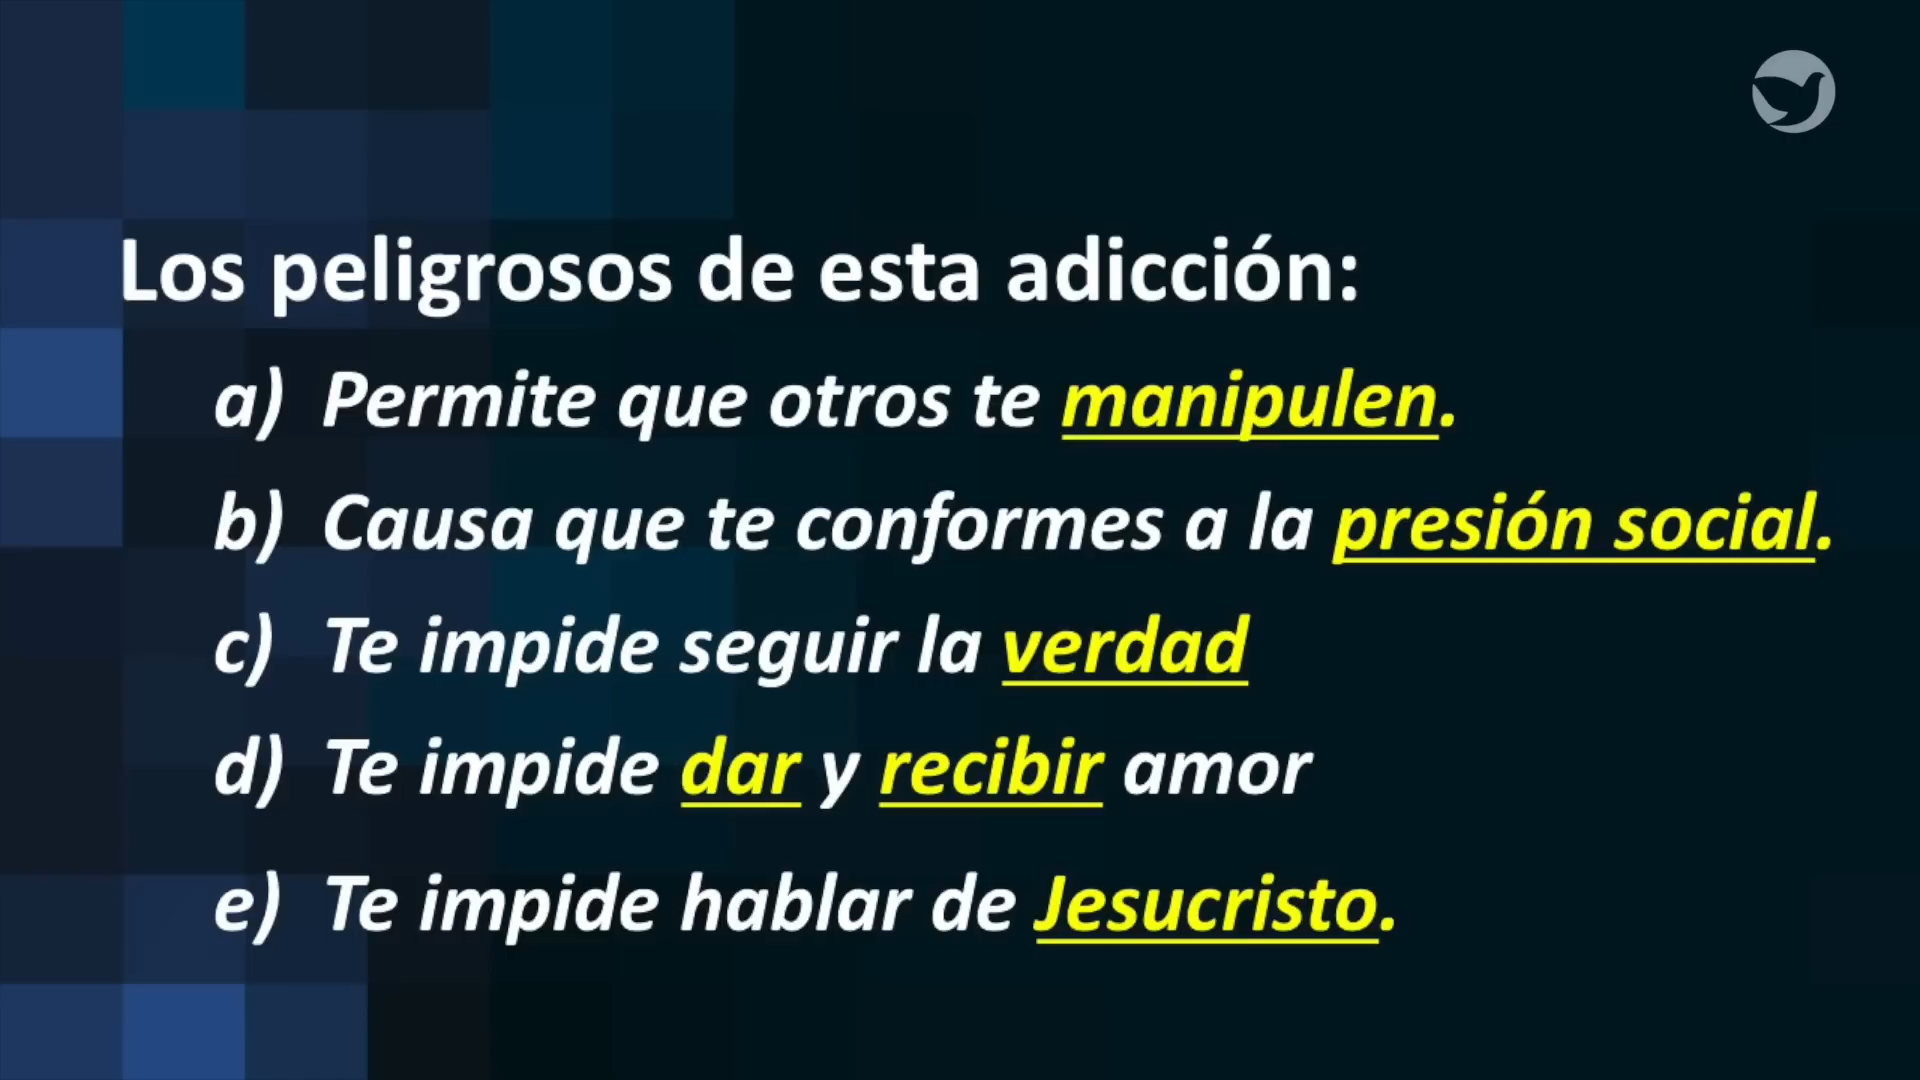 Los peligrosos de esta adicción:
a) Permite que otros te manipulen.
b) Causa que te conformes a la presión social.
c) Te impide seguir la verdad
d) Te impide dar y recibir amor
e) Te impide hablar de Jesucristo.